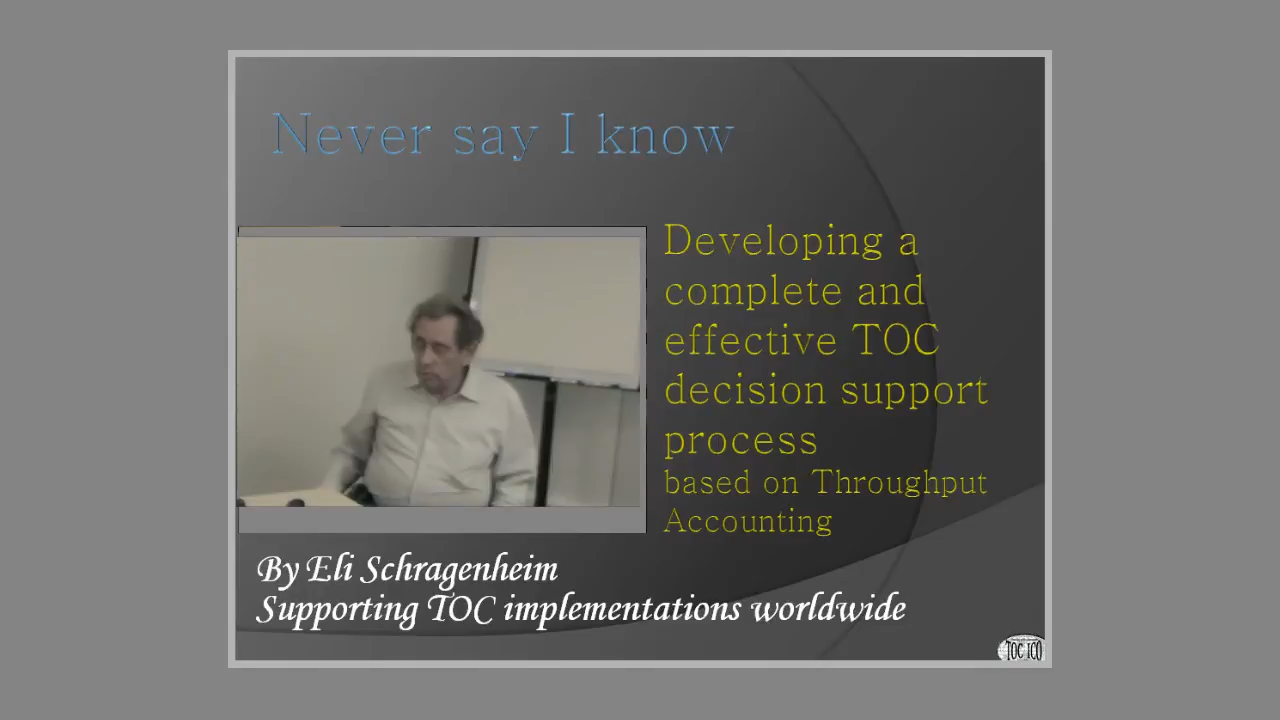 Never say I know
Developing a
complete and
effective TOC
decision support
process
based on Throughput
Accounting
By Eli Schragenheim
Supporting TOC implementations worldwide
TOC ICO